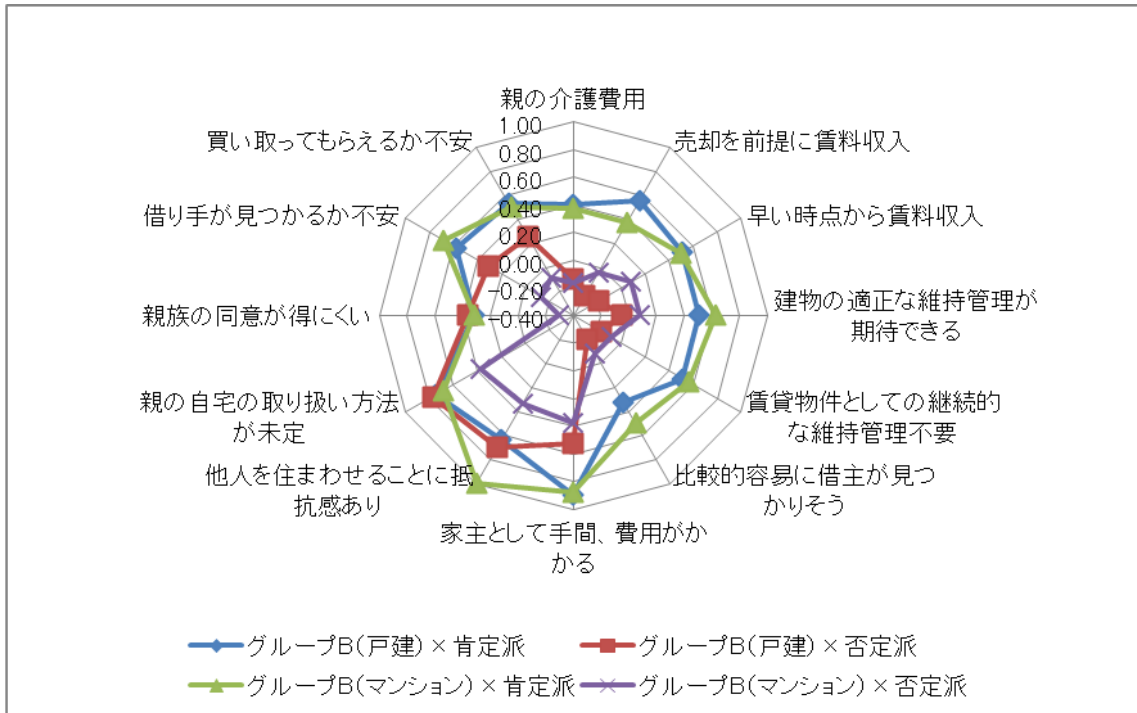 親の介護費用
売却を前提に賃料収入
早い時点から賃料収入
建物の適正な維持管理が
期待できる
賃貸物件としての継続的
な維持管理不要
比較的容易に借主が見つ
かりそう
家主として手間、費用がか
かる
他人を住まわせることに抵
抗感あり
親の自宅の取り扱い方法
が未定
親族の同意が得にくい
借り手が見つかるか不安
買い取ってもらえるか不安
1.00
0.80
0.60
0.40
0.20
0.00
-0.20
-0.40
グループB(戸建)×肯定派
グループB(戸建)×否定派
グループB(マンション)×肯定派
グループB(マンション)×否定派